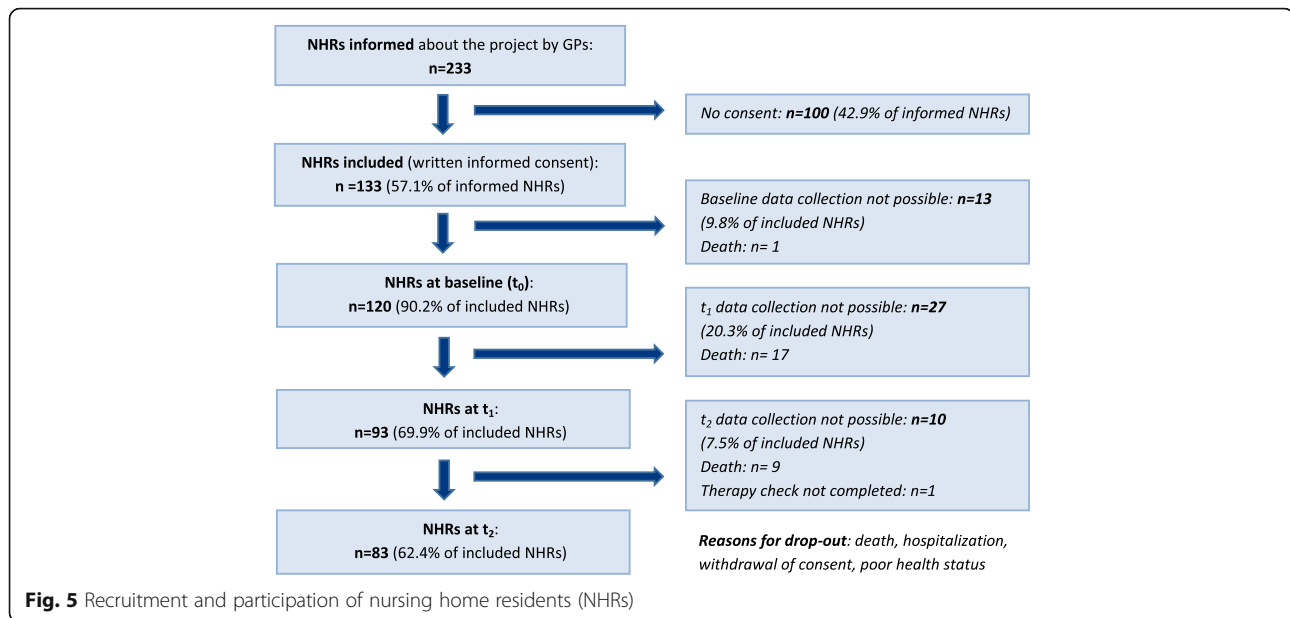 NHRs informed about the project by GPs:
n=233
No consent: n=100 (42.9% of informed NHRs)
NHRs included (written informed consent):
n =133 (57.1% of informed NHRs)
Baseline data collection not possible: n=13
(9.8% of included NHRs)
Death: n= 1
NHRs at baseline (t₀):
n=120 (90.2% of included NHRs)
t₁ data collection not possible: n=27
(20.3% of included NHRs)
Death: n= 17
NHRs at t₁:
n=93 (69.9% of included NHRs)
t₂ data collection not possible: n=10
(7.5% of included NHRs)
Death: n= 9
Therapy check not completed: n=1
NHRs at t₂:
n=83 (62.4% of included NHRs)
Reasons for drop-out: death, hospitalization,
withdrawal of consent, poor health status
Fig. 5 Recruitment and participation of nursing home residents (NHRs)